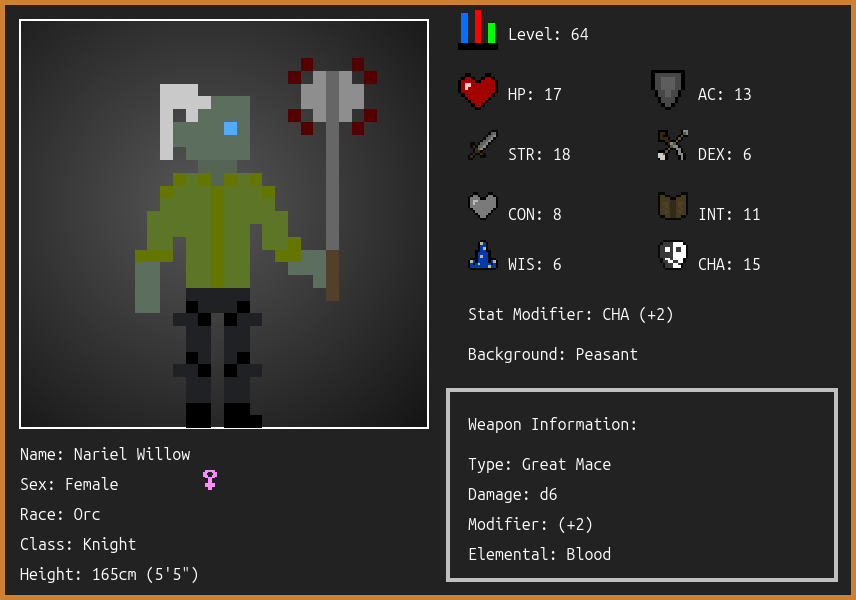 Level: 64
HP: 17
AC: 13
STR: 18
DEX: 6
CON: 8
INT: 11
WIS: 6
CHA: 15
Stat Modifier: CHA (+2)
Background: Peasant
Weapon Information:
Type: Great Mace
Damage: d6
Modifier: (+2)
Elemental: Blood
Name: Nariel Willow
Sex: Female
Race: Orc
Class: Knight
Height: 165cm (5'5")